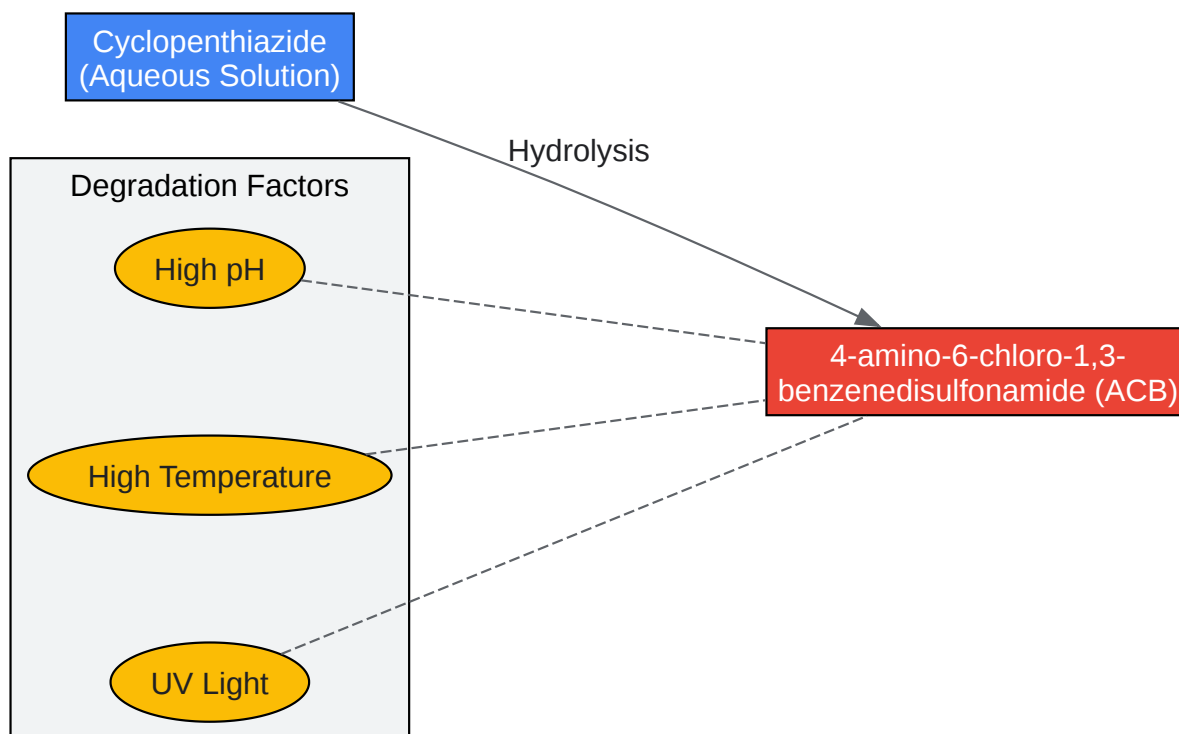 Cyclopenthiazide
(Aqueous Solution)
Hydrolysis
Degradation Factors
High pH
4-amino-6-chloro-1,3-
benzenedisulfonamide (ACB)
High Temperature
UV Light